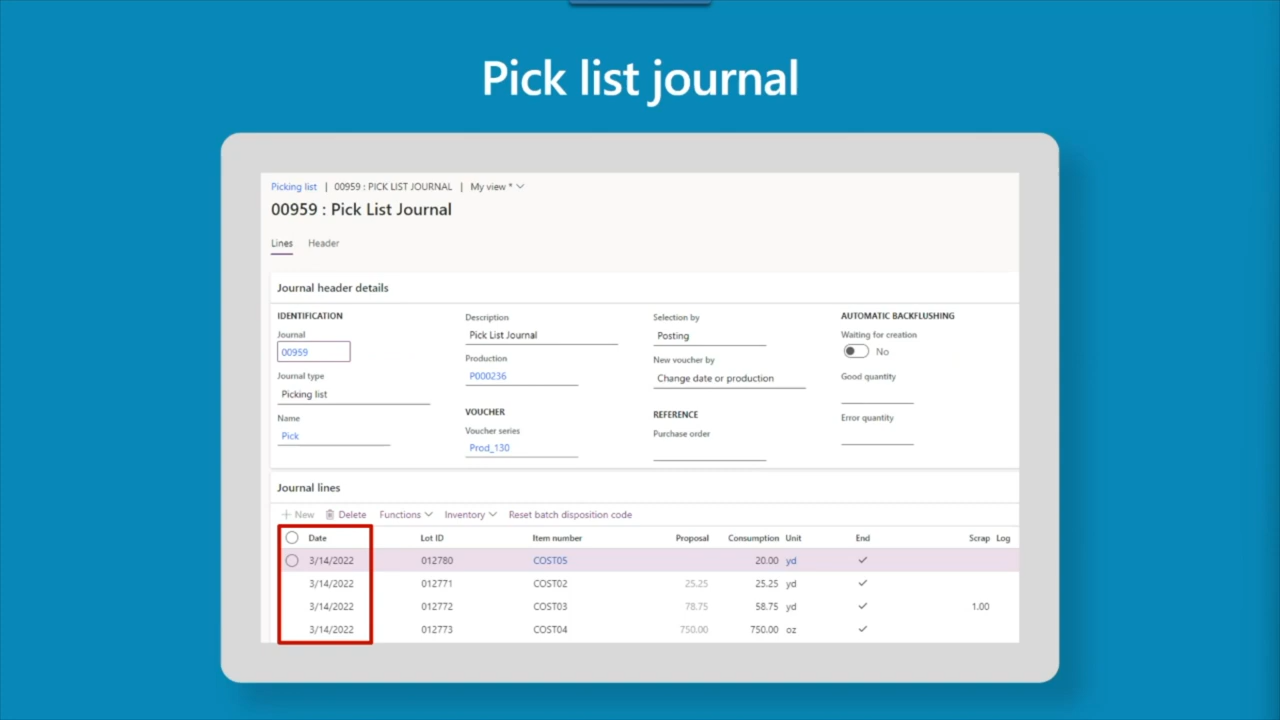 Pick list journal
Picking list | 00959 : PICK LIST JOURNAL | My view *
00959 : Pick List Journal
Lines Header
Journal header details
IDENTIFICATION
Journal
00959
Journal type
Picking list
Name
Pick
Description
Pick List Journal
Production
P000236
VOUCHER
Voucher series
Prod_130
Selection by
Posting
New voucher by
Change date or production
REFERENCE
Purchase order
AUTOMATIC BACKFLUSHING
Waiting for creation
No
Good quantity
Error quantity
Journal lines
New Delete Functions Inventory Reset batch disposition code
Date Lot ID Item number Proposal Consumption Unit End Scrap Log
3/14/2022 012780 COST05 20.00 yd
3/14/2022 012771 COST02 25.25 25.25 yd
3/14/2022 012772 COST03 78.75 58.75 yd 1.00
3/14/2022 012773 COST04 750.00 750.00 oz